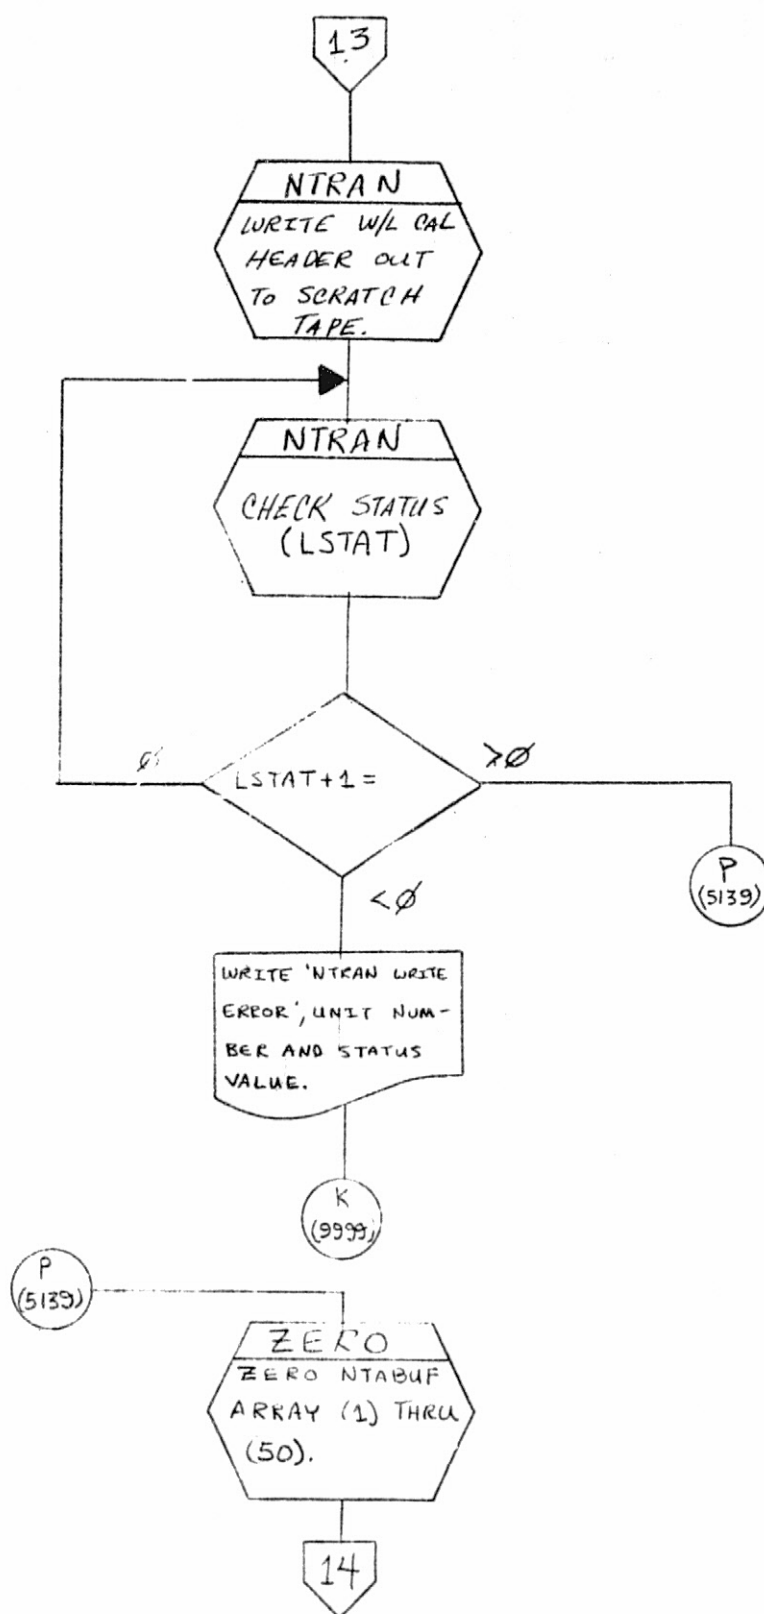 13
NTRAN
WRITE W/L CAL
HEADER OUT
TO SCRATCH
TAPE.
NTRAN
CHECK STATUS
(LSTAT)
Ø
LSTAT+1=
>Ø
P
(5139)
<Ø
WRITE 'NTRAN WRITE
ERROR', UNIT NUM-
BER AND STATUS
VALUE.
K
(9999)
P
(5139)
ZERO
ZERO NTABUF
ARRAY (1) THRU
(50).
14